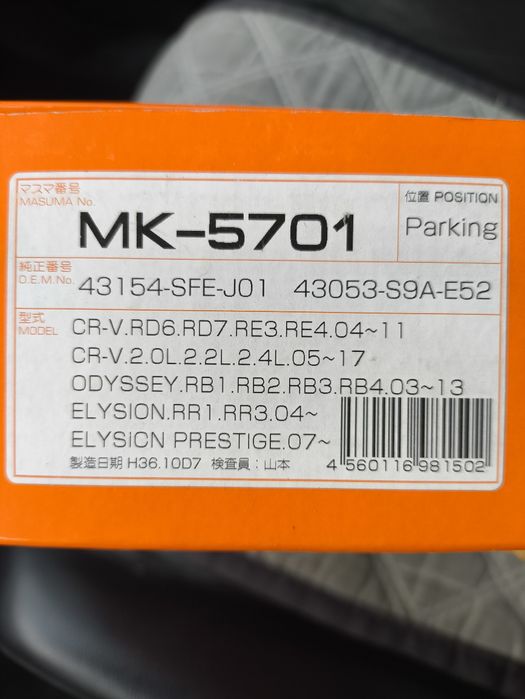 マスマ番号
MASUMA No.
MK-5701
位置 POSITION
Parking
純正番号
O.E.M.No.
43154-SFE-J01 43053-S9A-E52
型式
MODEL
CR-V.RD6.RD7.RE3.RE4.04~11
CR-V.2.0L.2.2L.2.4L.05~17
ODYSSEY.RB1.RB2.RB3.RB4.03~13
ELYSION.RR1.RR3.04~
ELYSION PRESTIGE.07~
製造日期 H36.10D7 検査員:山本
4 560116 981502